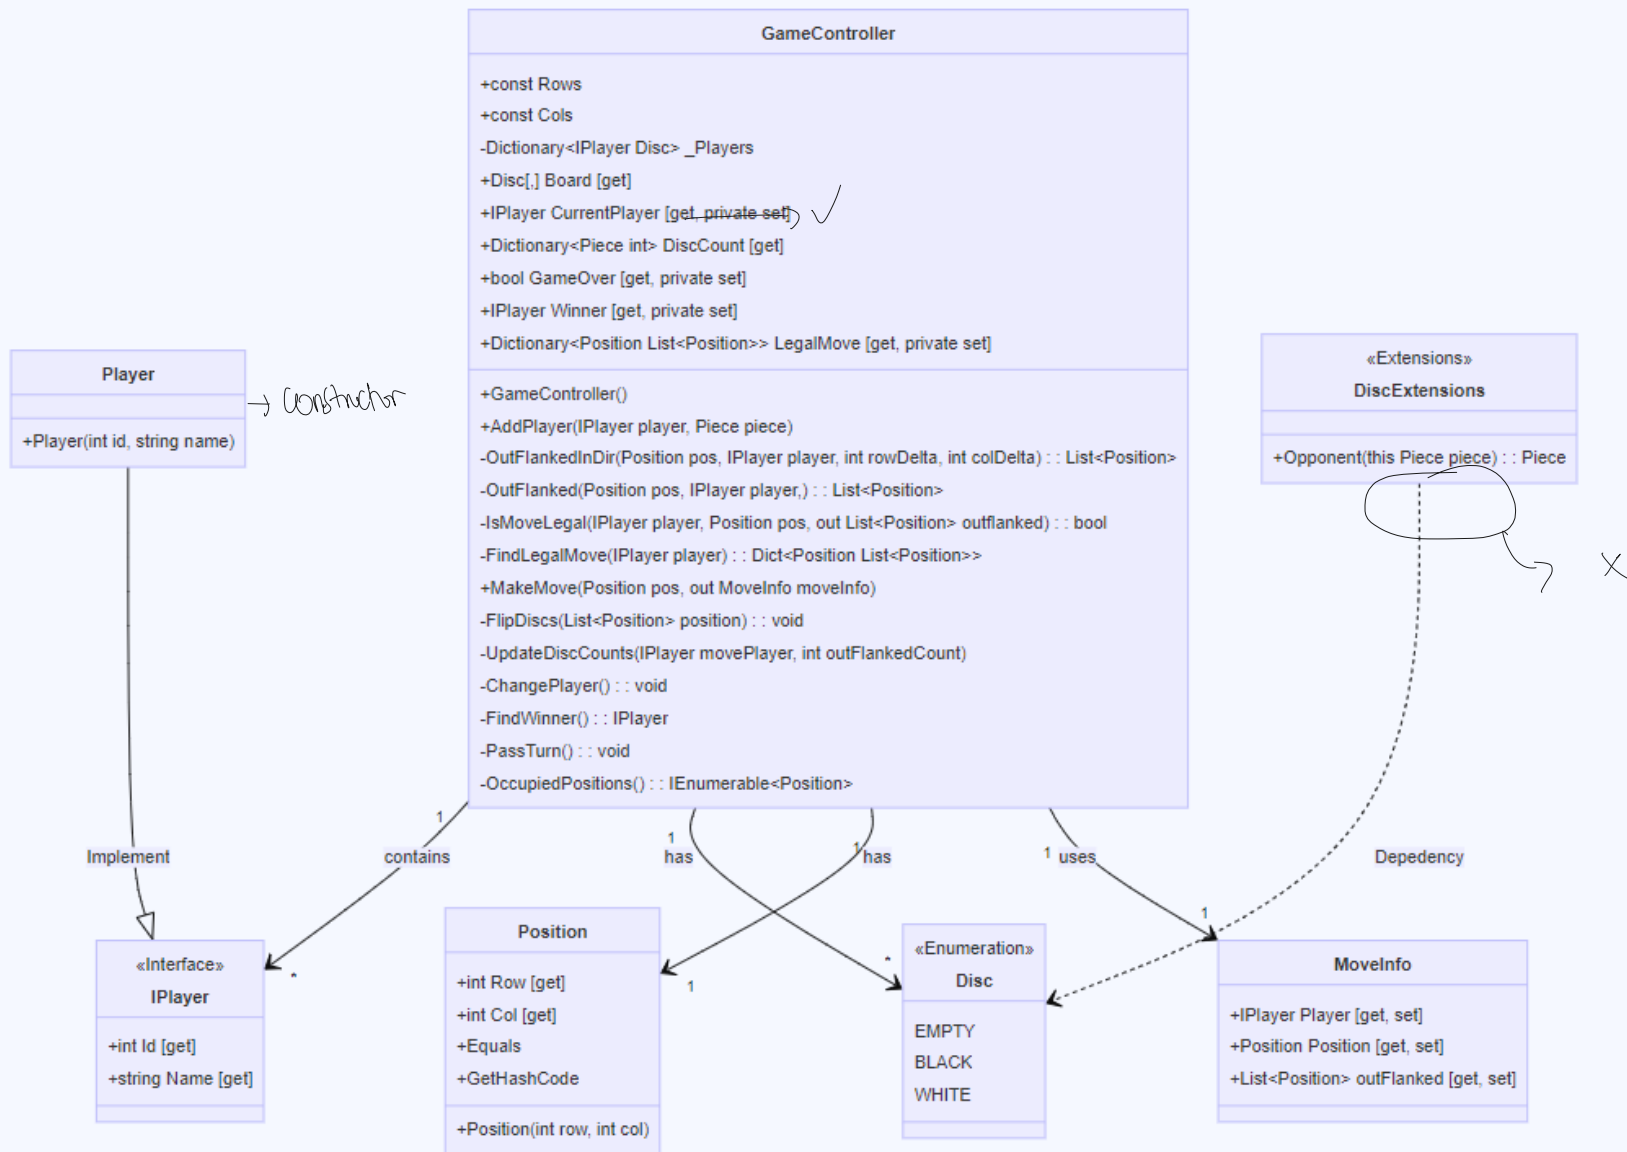 GameController
+const Rows
+const Cols
-Dictionary<IPlayer Disc> _Players
+Disc[,] Board [get]
+IPlayer CurrentPlayer [get, private set]
+Dictionary<Piece int> DiscCount [get]
+bool GameOver [get, private set]
+IPlayer Winner [get, private set]
+Dictionary<Position List<Position>> LegalMove [get, private set]
+GameController()
+AddPlayer(IPlayer player, Piece piece)
-OutFlankedInDir(Position pos, IPlayer player, int rowDelta, int colDelta) : : List<Position>
-OutFlanked(Position pos, IPlayer player,) : : List<Position>
-IsMoveLegal(IPlayer player, Position pos, out List<Position> outflanked) : : bool
-FindLegalMove(IPlayer player) : : Dict<Position List<Position>>
+MakeMove(Position pos, out MoveInfo moveInfo)
-FlipDiscs(List<Position> position) : : void
-UpdateDiscCounts(IPlayer movePlayer, int outFlankedCount)
-ChangePlayer() : : void
-FindWinner() : : IPlayer
-PassTurn() : : void
-OccupiedPositions() : : IEnumerable<Position>
Player
+Player(int id, string name)
→ constructor
«Extensions»
DiscExtensions
+Opponent(this Piece piece) : : Piece
X
Implement
1
contains
*
1
has
*
1
has
1
1
uses
1
Depedency
«Interface»
IPlayer
+int Id [get]
+string Name [get]
Position
+int Row [get]
+int Col [get]
+Equals
+GetHashCode
+Position(int row, int col)
«Enumeration»
Disc
EMPTY
BLACK
WHITE
MoveInfo
+IPlayer Player [get, set]
+Position Position [get, set]
+List<Position> outFlanked [get, set]